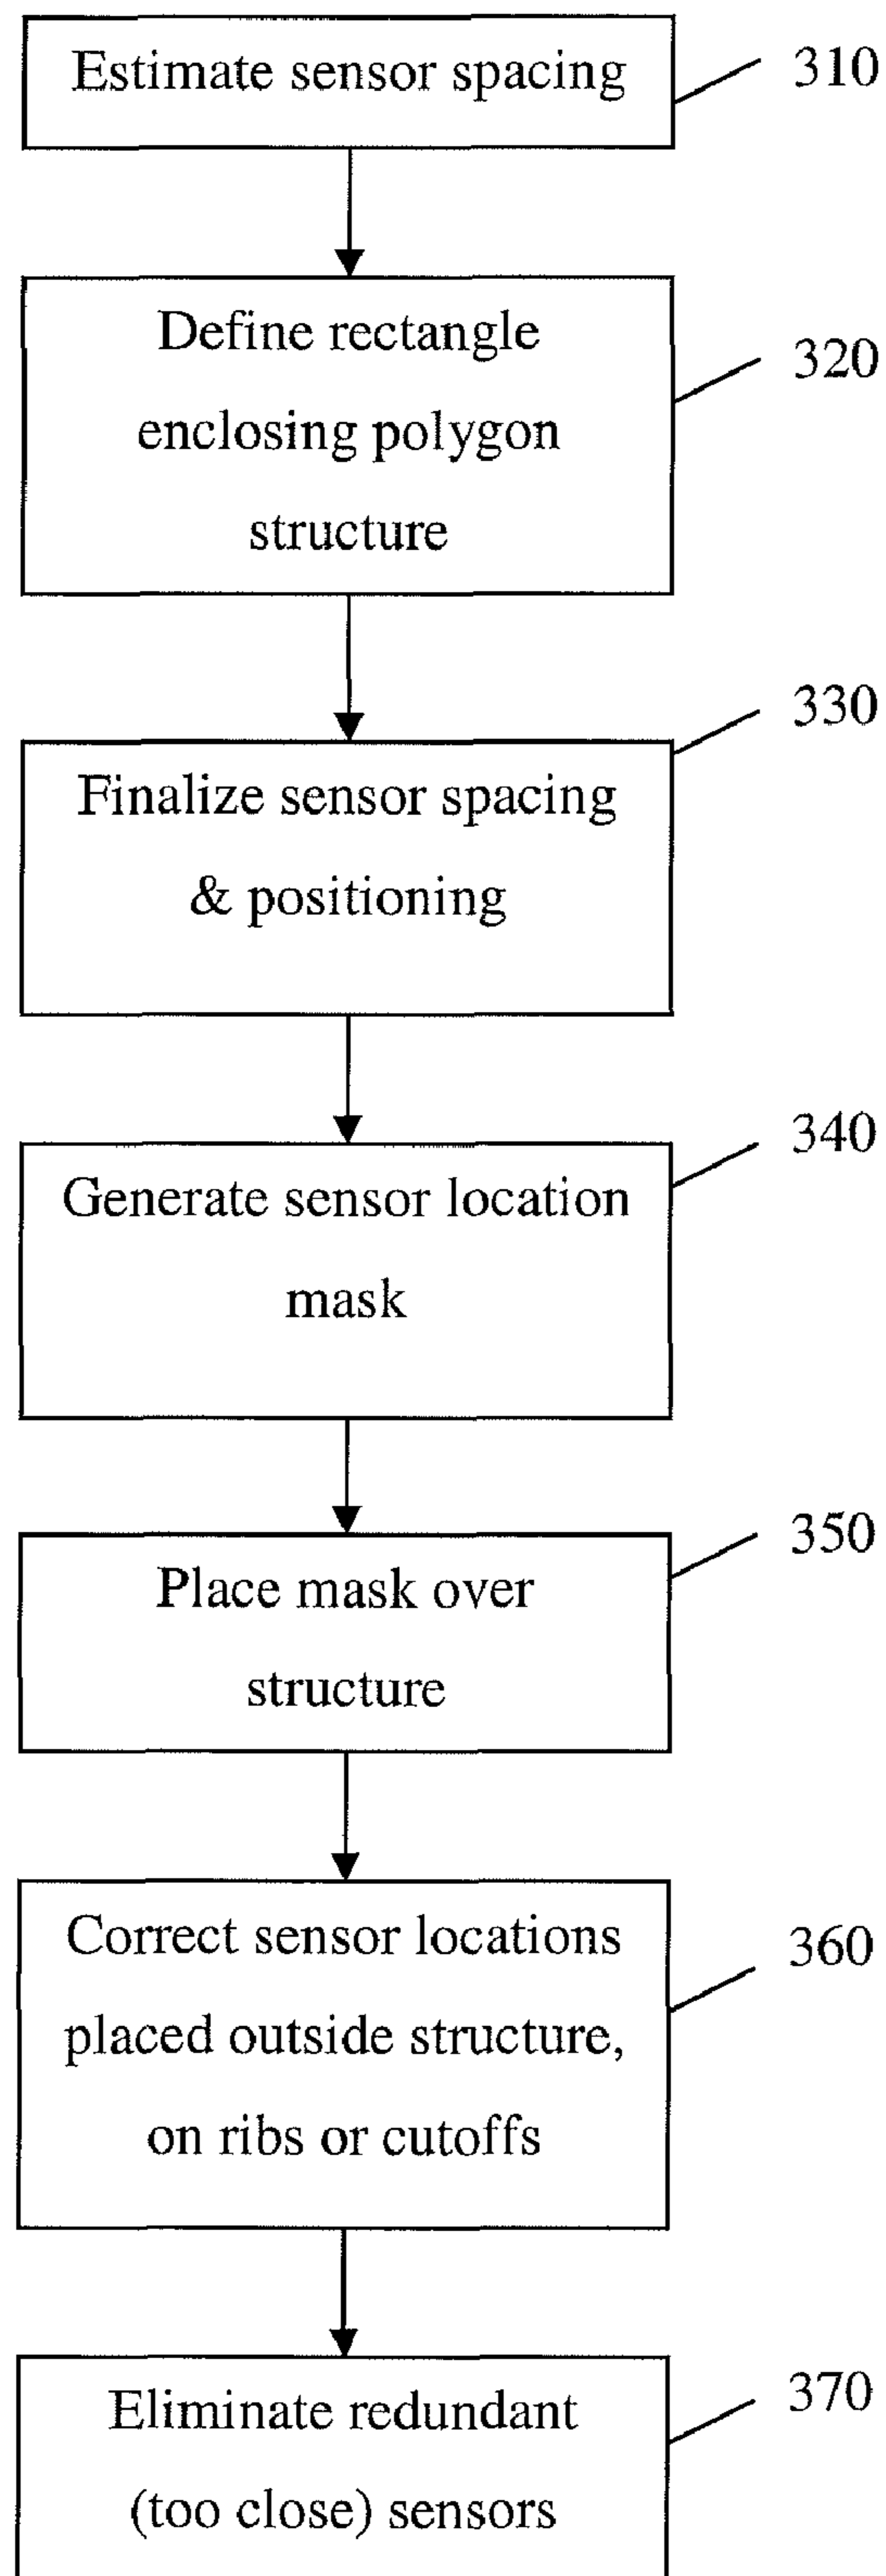 Estimate sensor spacing
310
Define rectangle
enclosing polygon
structure
320
Finalize sensor spacing
& positioning
330
Generate sensor location
mask
340
Place mask over
structure
350
Correct sensor locations
placed outside structure,
on ribs or cutoffs
360
Eliminate redundant
(too close) sensors
370